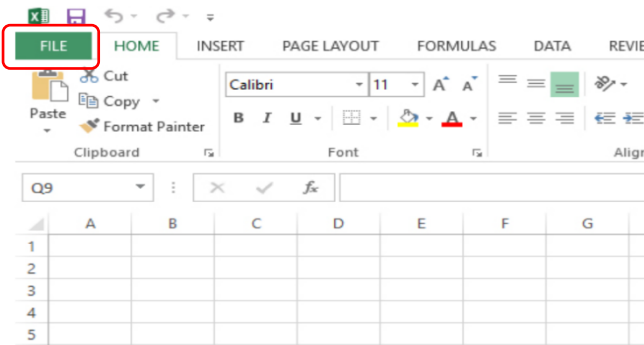 FILE HOME INSERT PAGE LAYOUT FORMULAS DATA
Cut
Calibri 11 A A
Copy
Paste
Format Painter
B I U A
Clipboard Font
Q9 fx
A B C D E F G
1
2
3
4
5